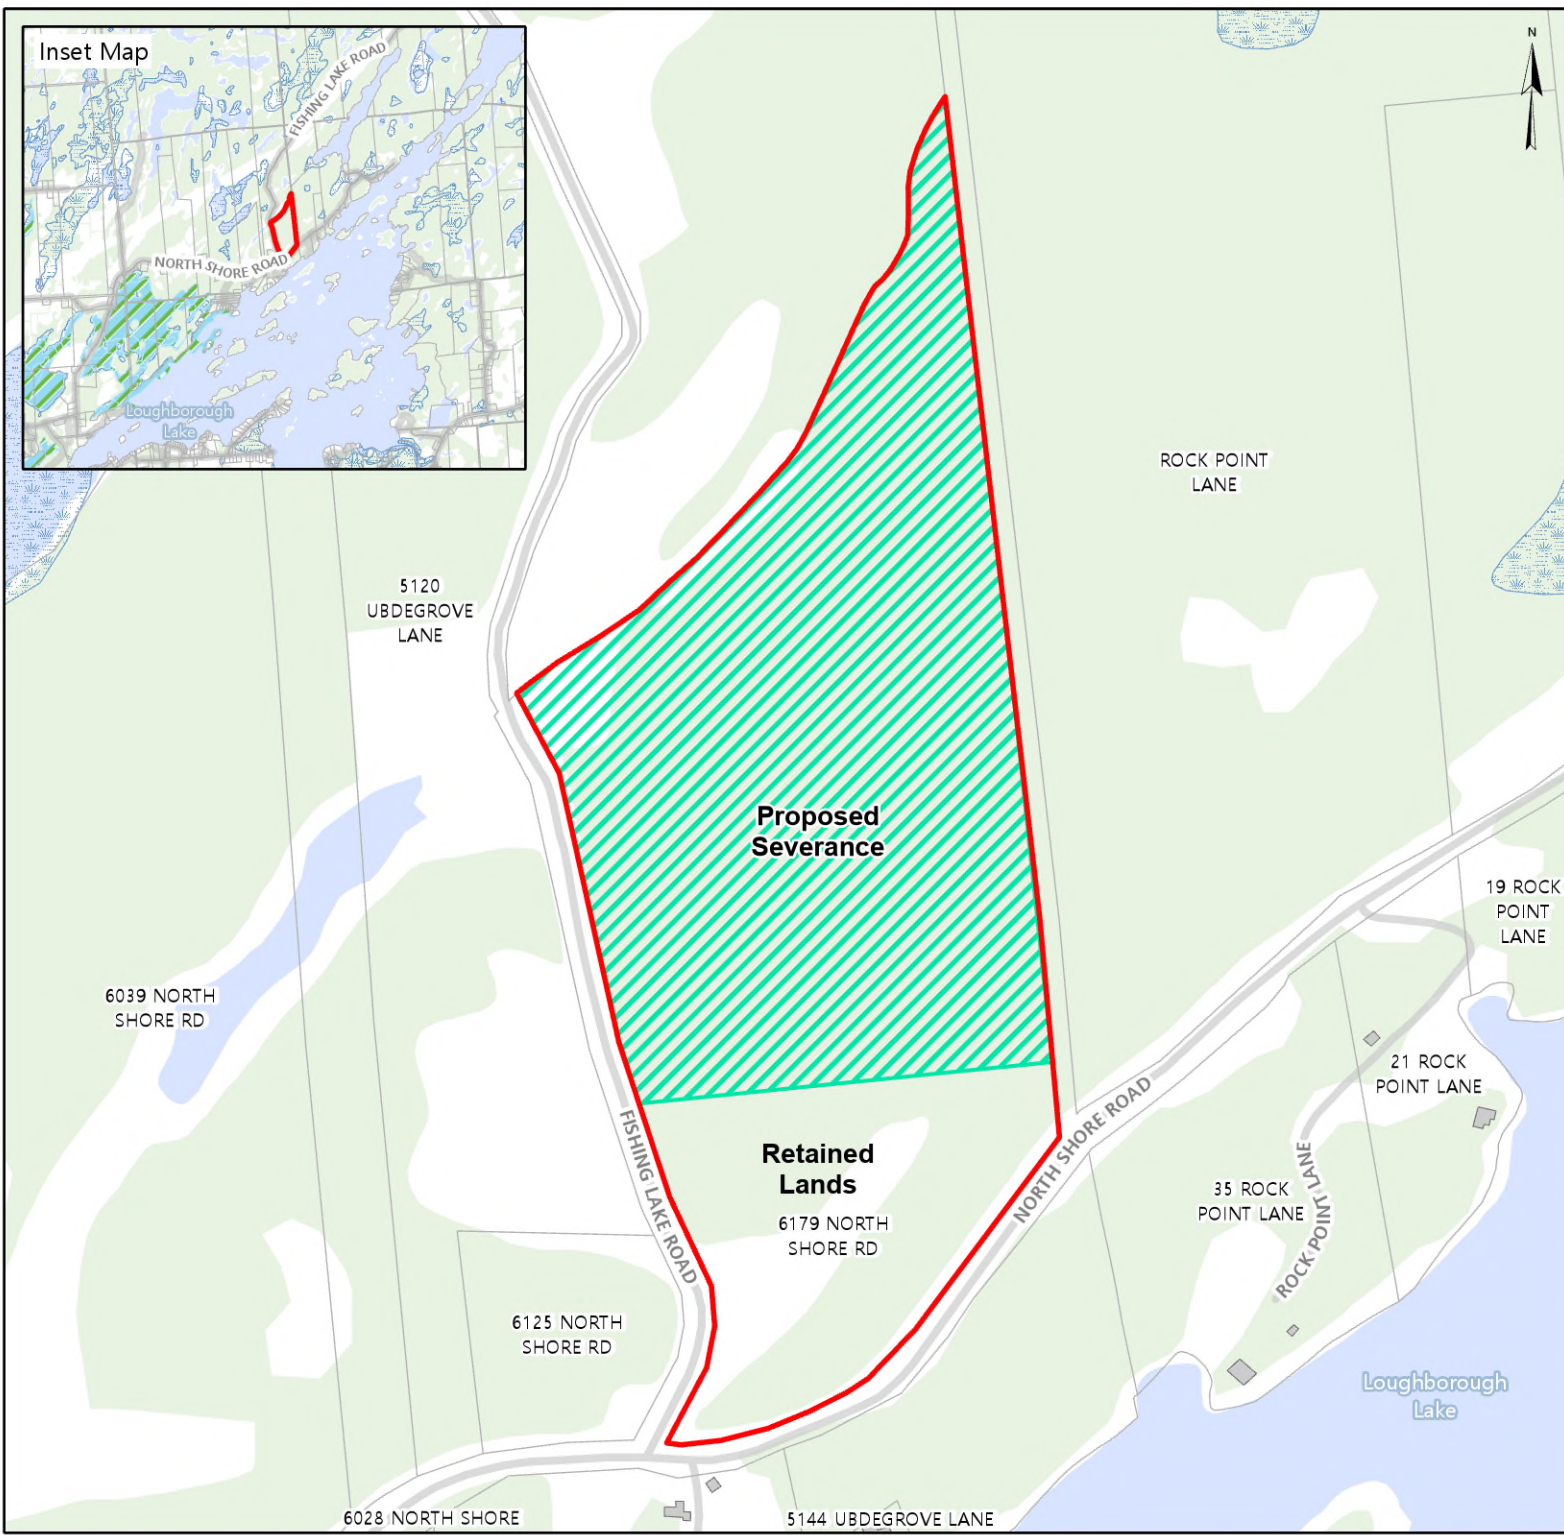 Inset Map
FISHING LAKE ROAD
NORTH SHORE ROAD
Loughborough
Lake
N
ROCK POINT
LANE
5120
UBDEGROVE
LANE
Proposed
Severance
19 ROCK
POINT
LANE
6039 NORTH
SHORE RD
21 ROCK
POINT LANE
FISHING LAKE ROAD
NORTH SHORE ROAD
Retained
Lands
6179 NORTH
SHORE RD
35 ROCK
POINT LANE
ROCK POINT LANE
6125 NORTH
SHORE RD
Loughborough
Lake
6028 NORTH SHORE
5144 UBDEGROVE LANE